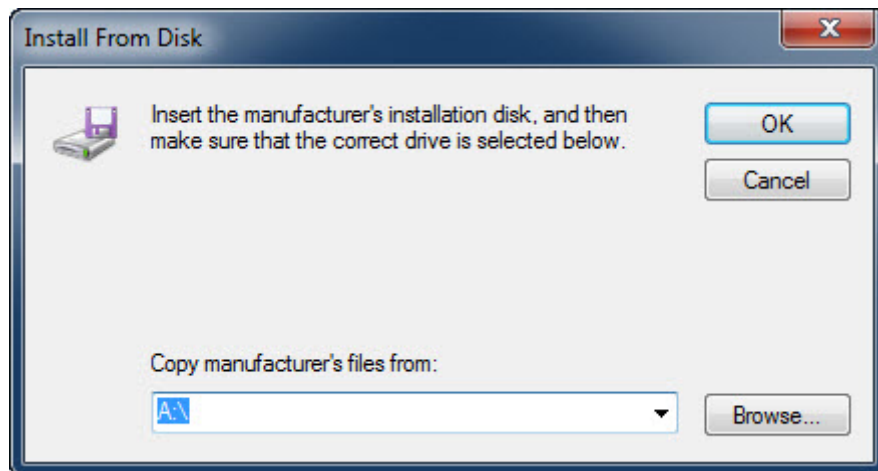 Install From Disk
Insert the manufacturer's installation disk, and then
make sure that the correct drive is selected below.
OK
Cancel
Copy manufacturer's files from:
A:\
Browse...